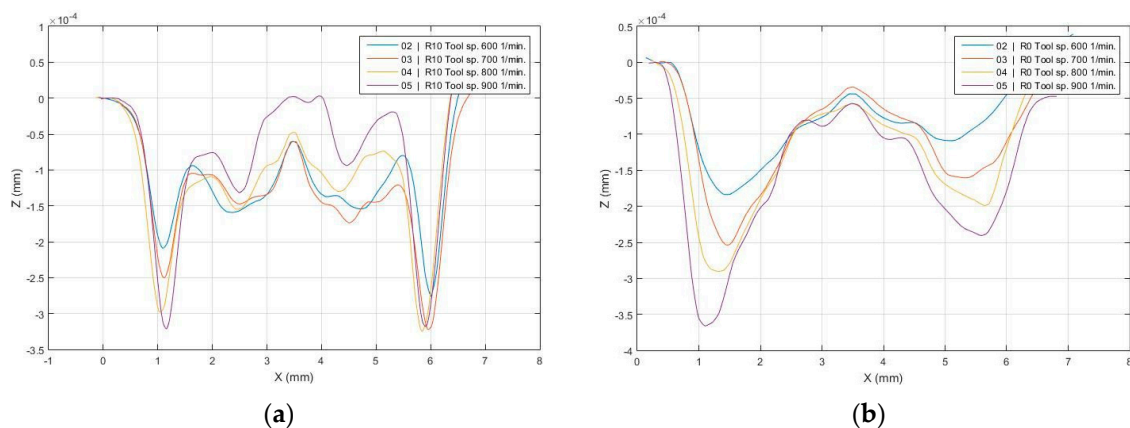 ×10⁻⁴
1
0.5
0
-0.5
-1
-1.5
-2
-2.5
-3
-3.5
Z (mm)
-1 0 1 2 3 4 5 6 7 8
X (mm)
02 | R10 Tool sp. 600 1/min.
03 | R10 Tool sp. 700 1/min.
04 | R10 Tool sp. 800 1/min.
05 | R10 Tool sp. 900 1/min.
(a)
×10⁻⁴
0.5
0
-0.5
-1
-1.5
-2
-2.5
-3
-3.5
-4
Z (mm)
0 1 2 3 4 5 6 7 8
X (mm)
02 | R0 Tool sp. 600 1/min.
03 | R0 Tool sp. 700 1/min.
04 | R0 Tool sp. 800 1/min.
05 | R0 Tool sp. 900 1/min.
(b)